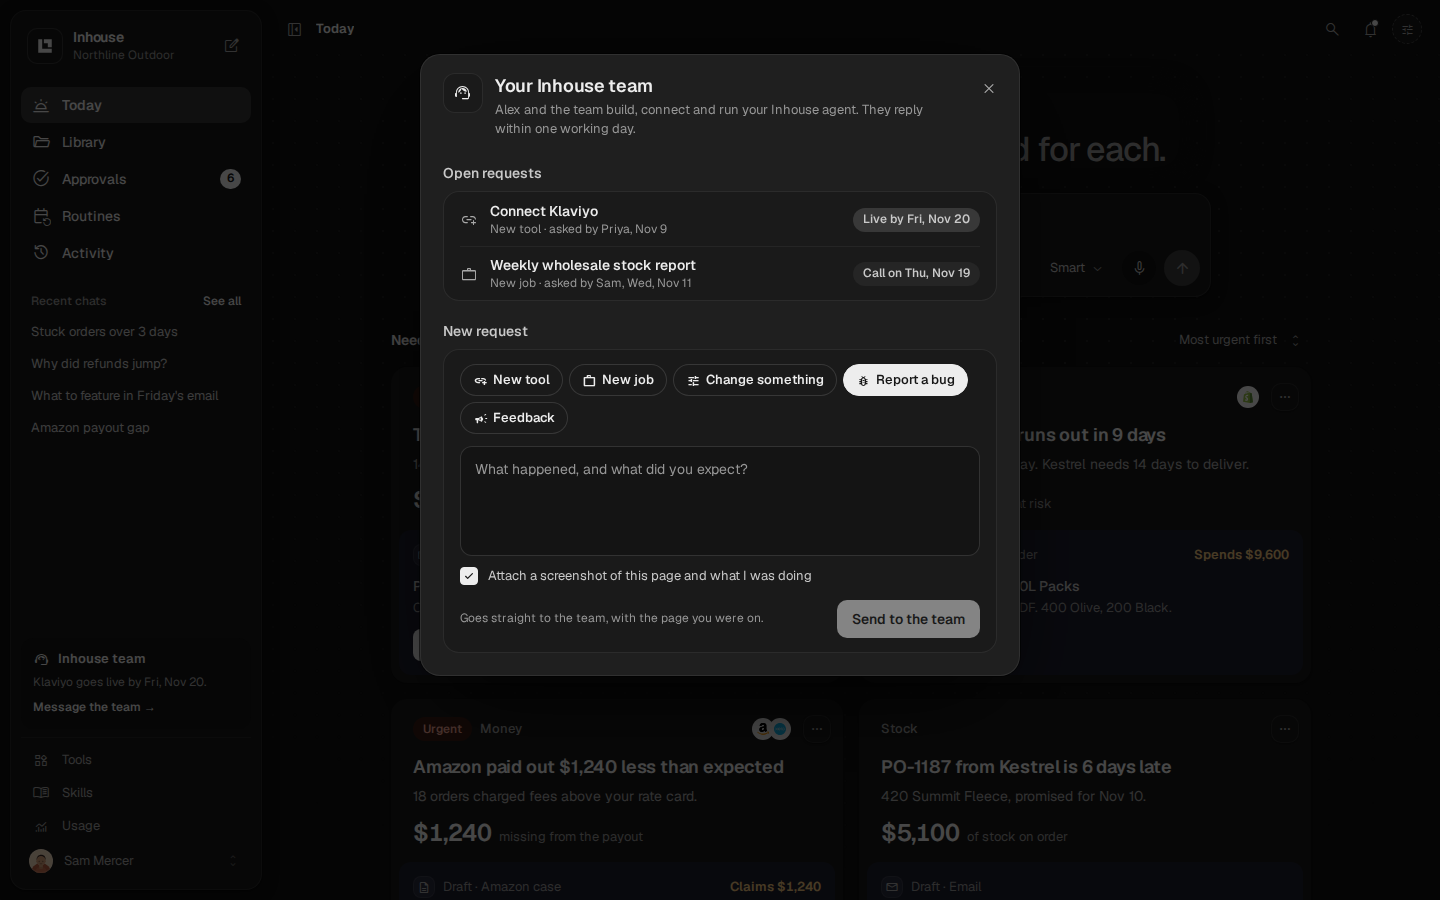 Inhouse
Northline Outdoor
Today
Library
Approvals
6
Routines
Activity
Recent chats
See all
Stuck orders over 3 days
Why did refunds jump?
What to feature in Friday's email
Amazon payout gap
Inhouse team
Klaviyo goes live by Fri, Nov 20.
Message the team →
Tools
Skills
Usage
Sam Mercer
Today
d for each.
Smart
Most urgent first
Your Inhouse team
Alex and the team build, connect and run your Inhouse agent. They reply
within one working day.
Open requests
Connect Klaviyo
New tool · asked by Priya, Nov 9
Live by Fri, Nov 20
Weekly wholesale stock report
New job · asked by Sam, Wed, Nov 11
Call on Thu, Nov 19
New request
New tool
New job
Change something
Report a bug
Feedback
What happened, and what did you expect?
Attach a screenshot of this page and what I was doing
Goes straight to the team, with the page you were on.
Send to the team
runs out in 9 days
ay. Kestrel needs 14 days to deliver.
t risk
der
Spends $9,600
0L Packs
OF. 400 Olive, 200 Black.
Urgent
Money
Amazon paid out $1,240 less than expected
18 orders charged fees above your rate card.
$1,240 missing from the payout
Draft · Amazon case
Claims $1,240
Stock
PO-1187 from Kestrel is 6 days late
420 Summit Fleece, promised for Nov 10.
$5,100 of stock on order
Draft · Email